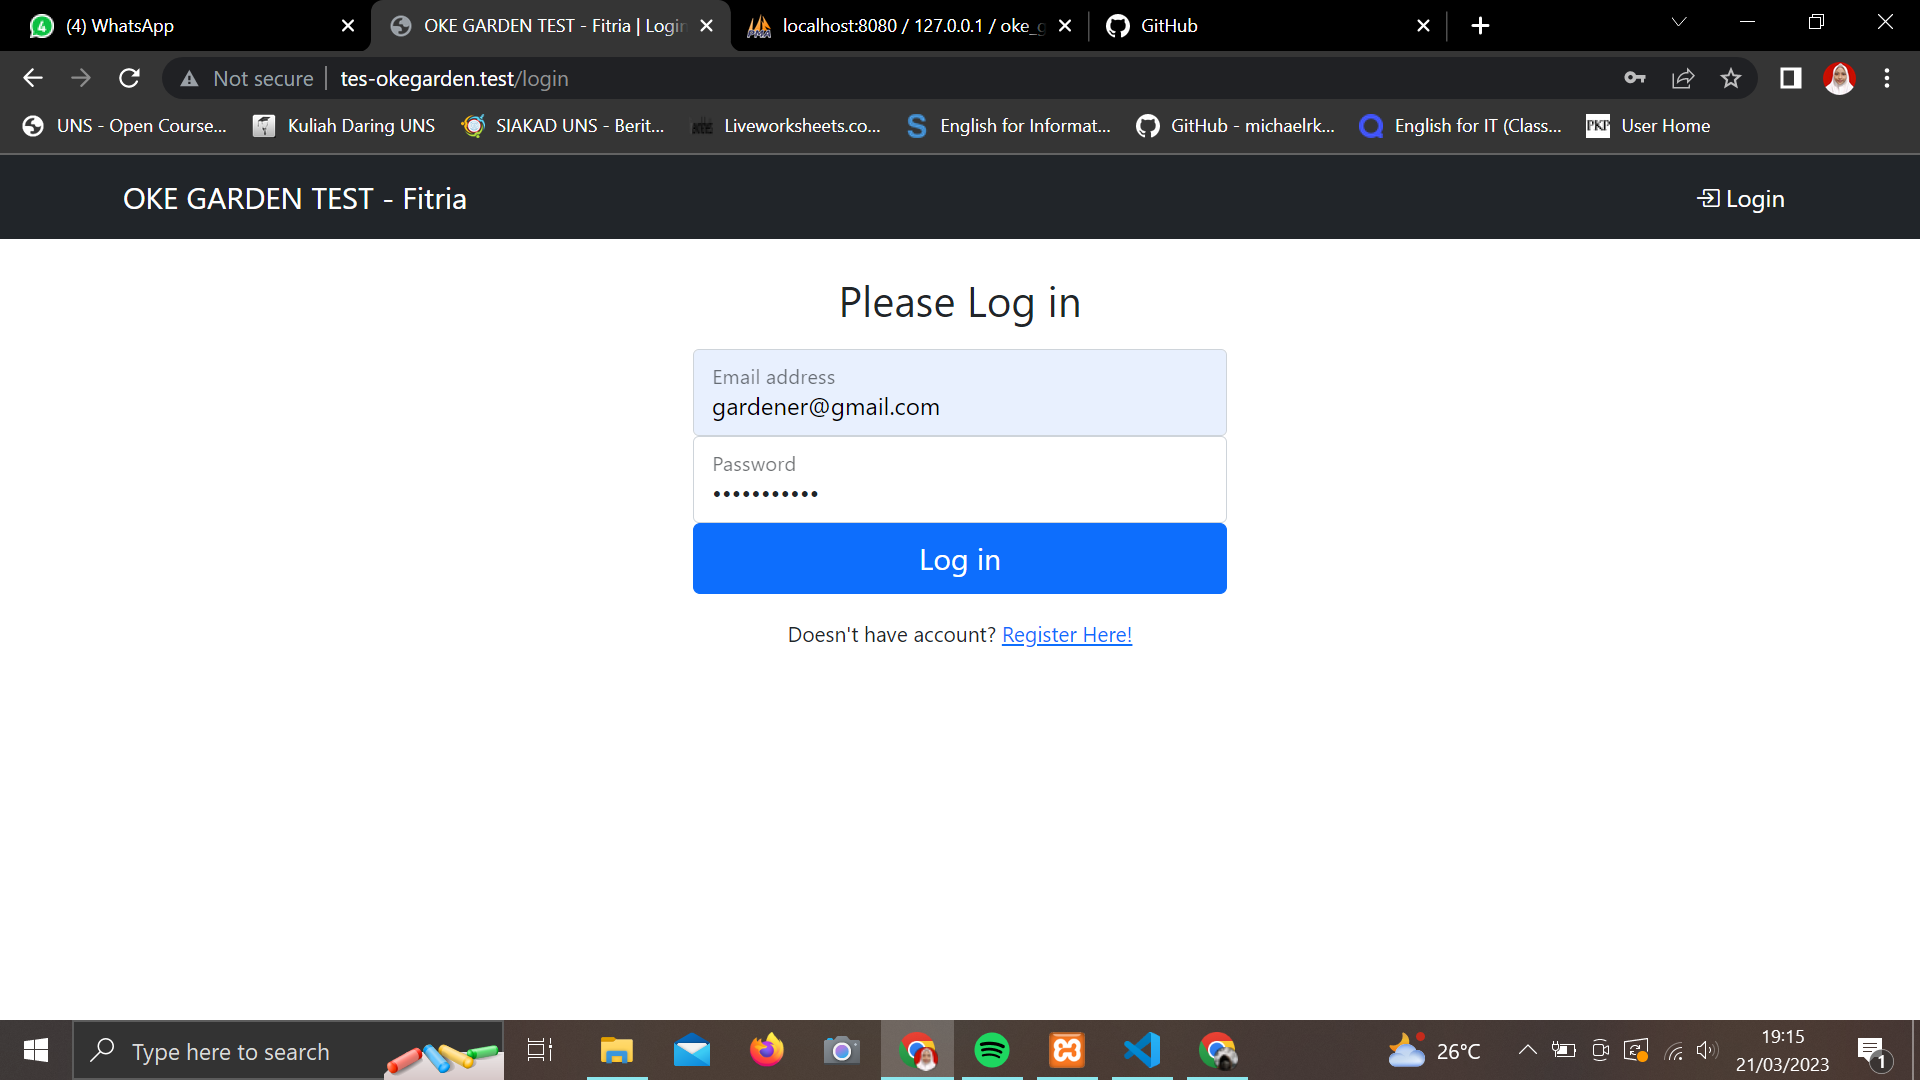 (4) WhatsApp
OKE GARDEN TEST - Fitria | Login
localhost:8080 / 127.0.0.1 / oke_g
GitHub
Not secure
tes-okegarden.test/login
UNS - Open Course...
Kuliah Daring UNS
SIAKAD UNS - Berit...
Liveworksheets.co...
English for Informat...
GitHub - michaelrk...
English for IT (Class...
PKP
User Home
OKE GARDEN TEST - Fitria
Login
Please Log in
Email address
gardener@gmail.com
Password
Log in
Doesn't have account? Register Here!
Type here to search
26°C
19:15
21/03/2023
1